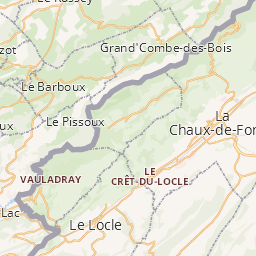 Grand'Combe-des-Bois
Le Barboux
Le Pissoux
La
Chaux-de-Fon
VAULADRAY
LE
CRÊT-DU-LOCLE
Lac
Le Locle